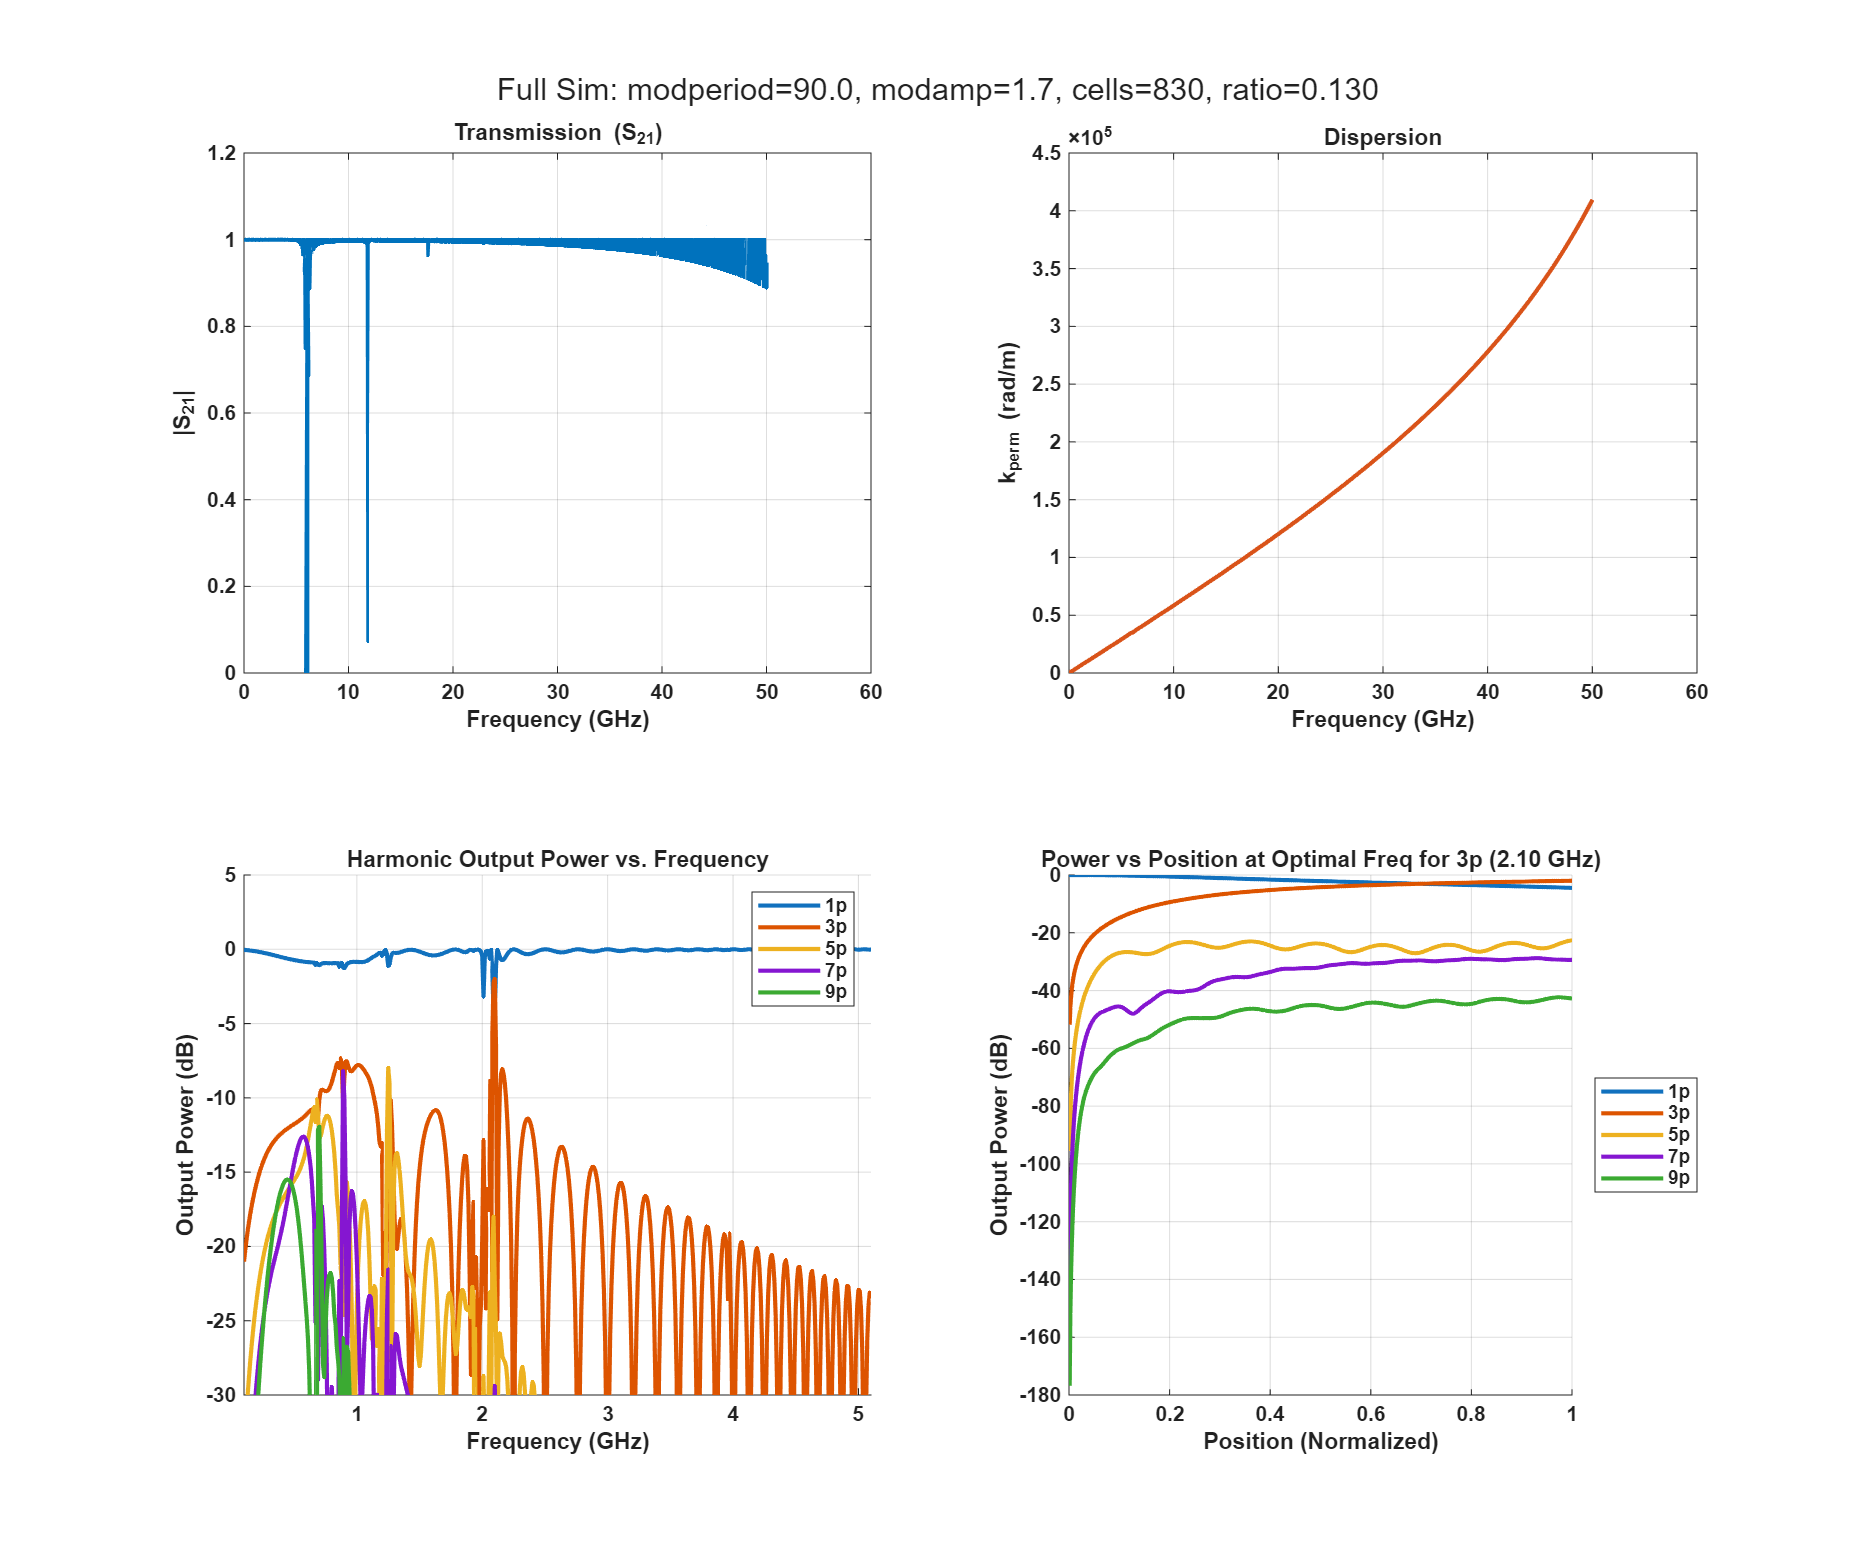 Full Sim: modperiod=90.0, modamp=1.7, cells=830, ratio=0.130
Transmission (S21)
1.2
1
0.8
0.6
0.4
0.2
0
|S21|
0 10 20 30 40 50 60
Frequency (GHz)
×10^5
Dispersion
4.5
4
3.5
3
2.5
2
1.5
1
0.5
0
kperm (rad/m)
0 10 20 30 40 50 60
Frequency (GHz)
Harmonic Output Power vs. Frequency
5
0
-5
-10
-15
-20
-25
-30
Output Power (dB)
1p
3p
5p
7p
9p
1 2 3 4 5
Frequency (GHz)
Power vs Position at Optimal Freq for 3p (2.10 GHz)
0
-20
-40
-60
-80
-100
-120
-140
-160
-180
Output Power (dB)
0 0.2 0.4 0.6 0.8 1
Position (Normalized)
1p
3p
5p
7p
9p